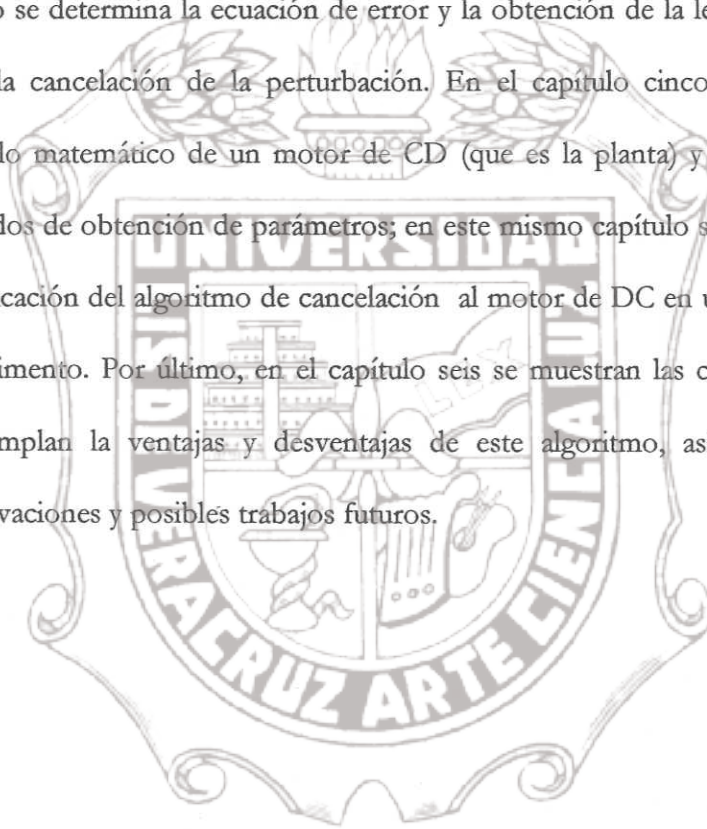 o se determina la ecuación de error y la obtención de la le
la cancelación de la perturbación. En el capítulo cinco
lo matemático de un motor de CD (que es la planta) y
dos de obtención de parámetros; en este mismo capítulo s
cación del algoritmo de cancelación al motor de DC en u
imento. Por último, en el capítulo seis se muestran las c
mplan la ventajas y desventajas de este algoritmo, as
vaciones y posibles trabajos futuros.
UNIVERSIDAD
VERACRUZ ARTE CIENCIA LUZ
LEX